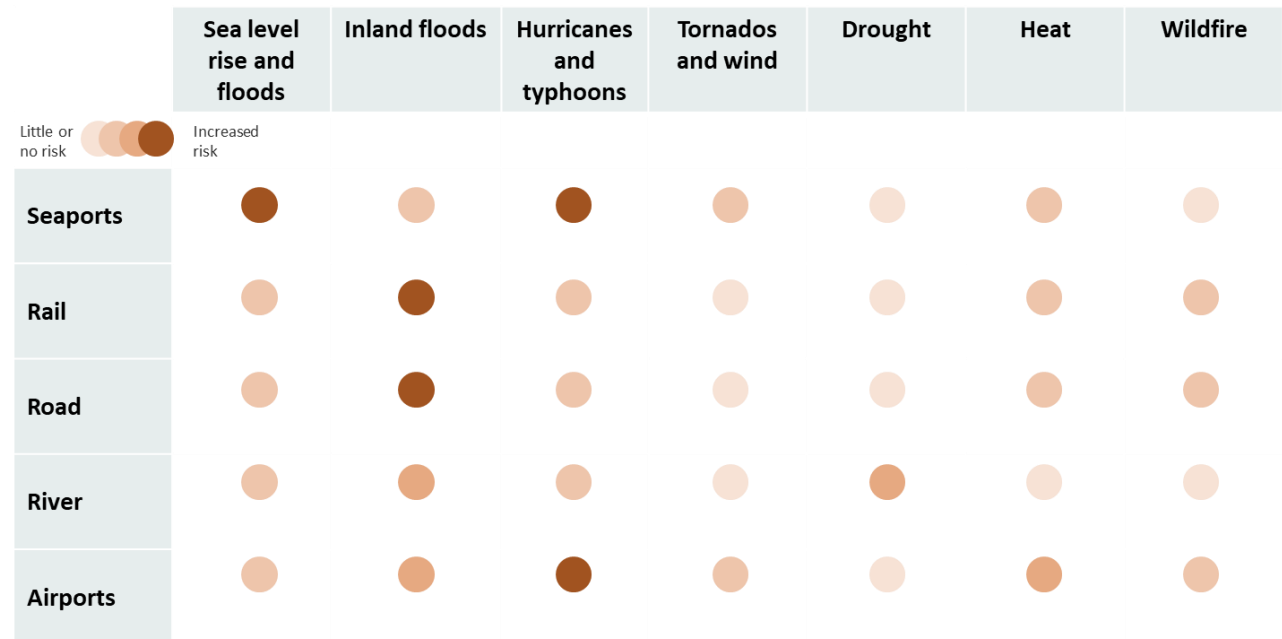 Sea level
rise and
floods
Inland floods
Hurricanes
and
typhoons
Tornados
and wind
Drought
Heat
Wildfire
Little or
no risk
Increased
risk
Seaports
Rail
Road
River
Airports